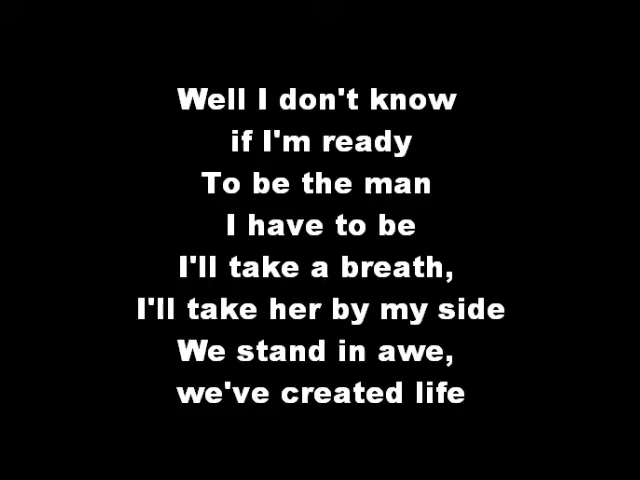 Well I don't know
if I'm ready
To be the man
I have to be
I'll take a breath,
I'll take her by my side
We stand in awe,
we've created life